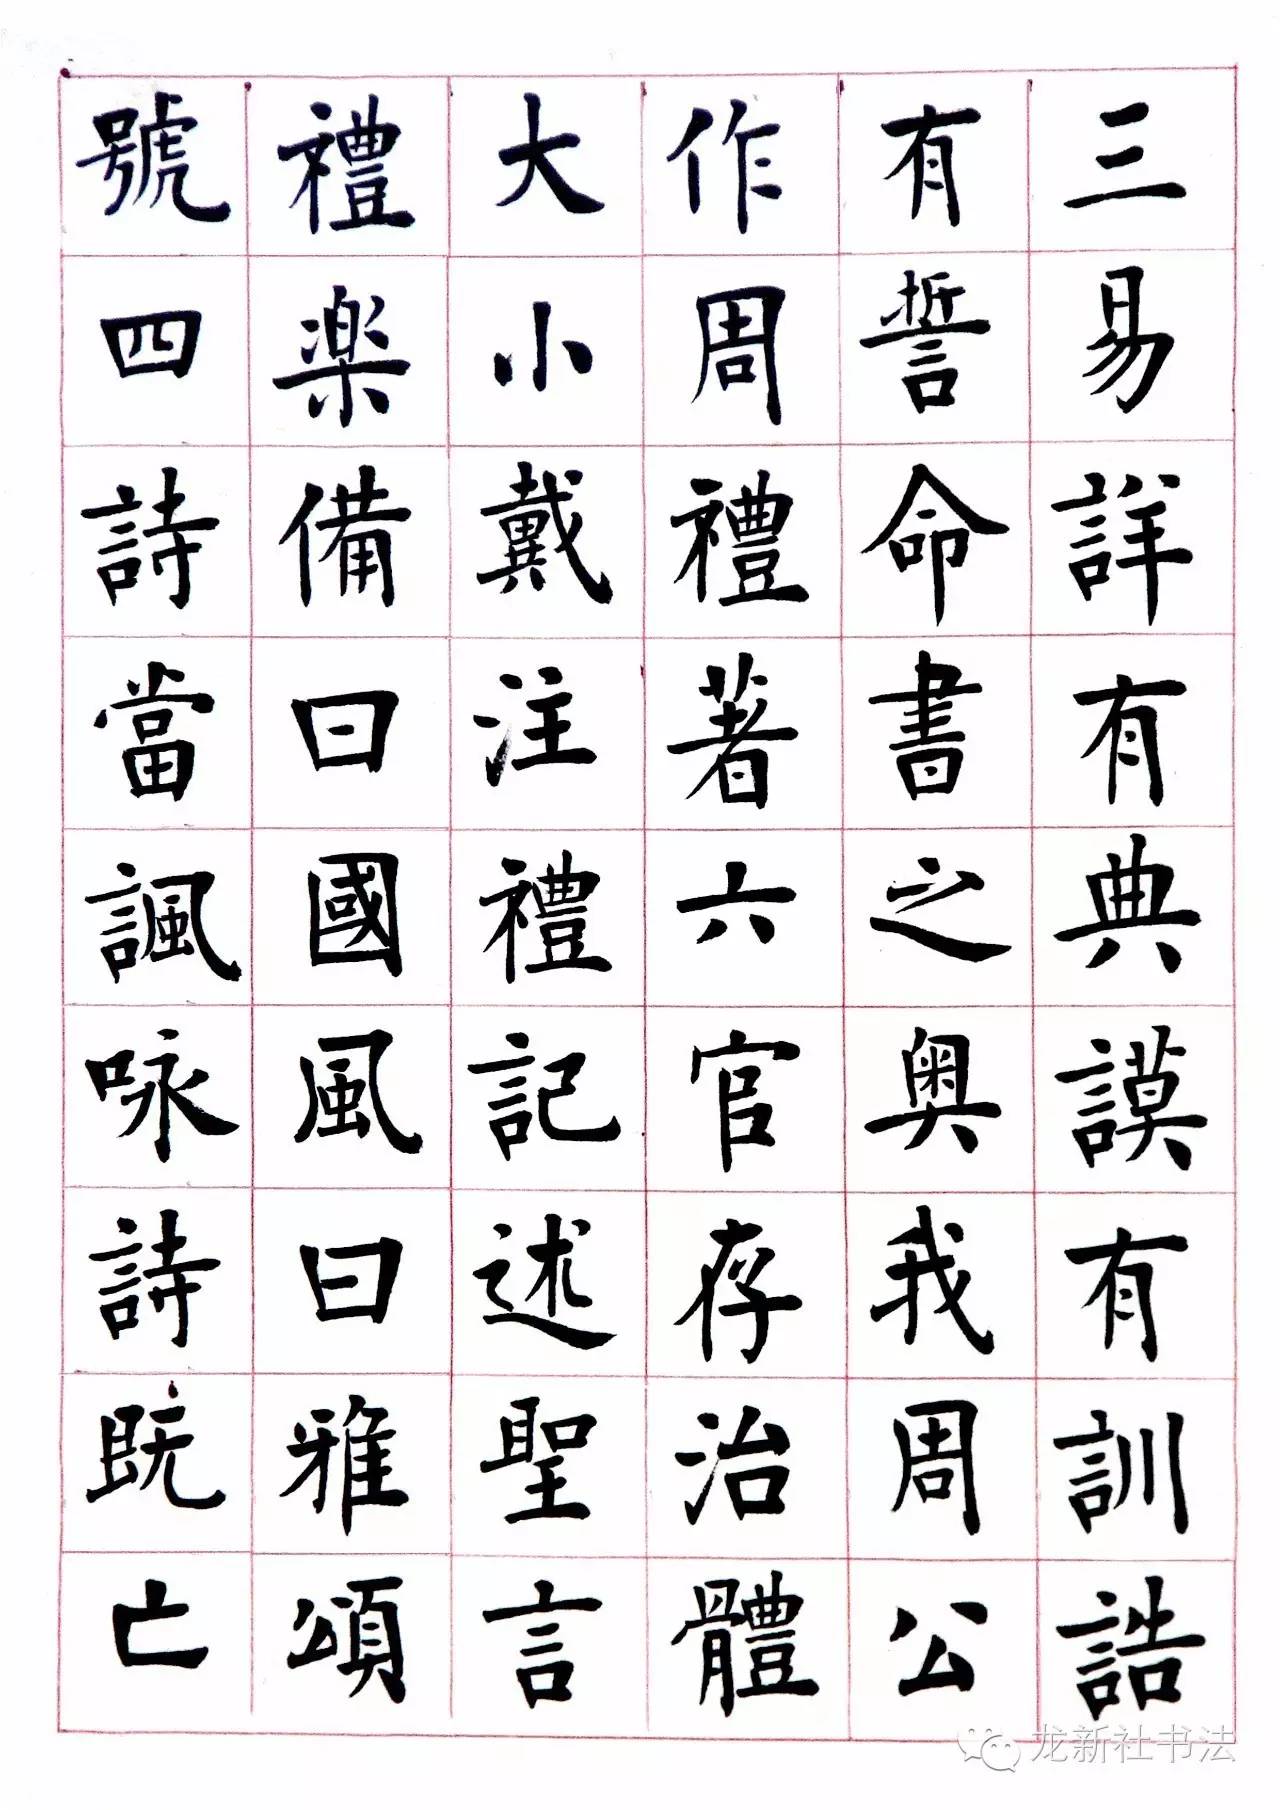 三易詳有典謨有訓誥
有誓命書之奥我周公
作周禮著六官存治體
大小戴注禮記述聖言
禮楽備曰國風曰雅頌
號四詩當諷咏詩既亡
龙新社书法